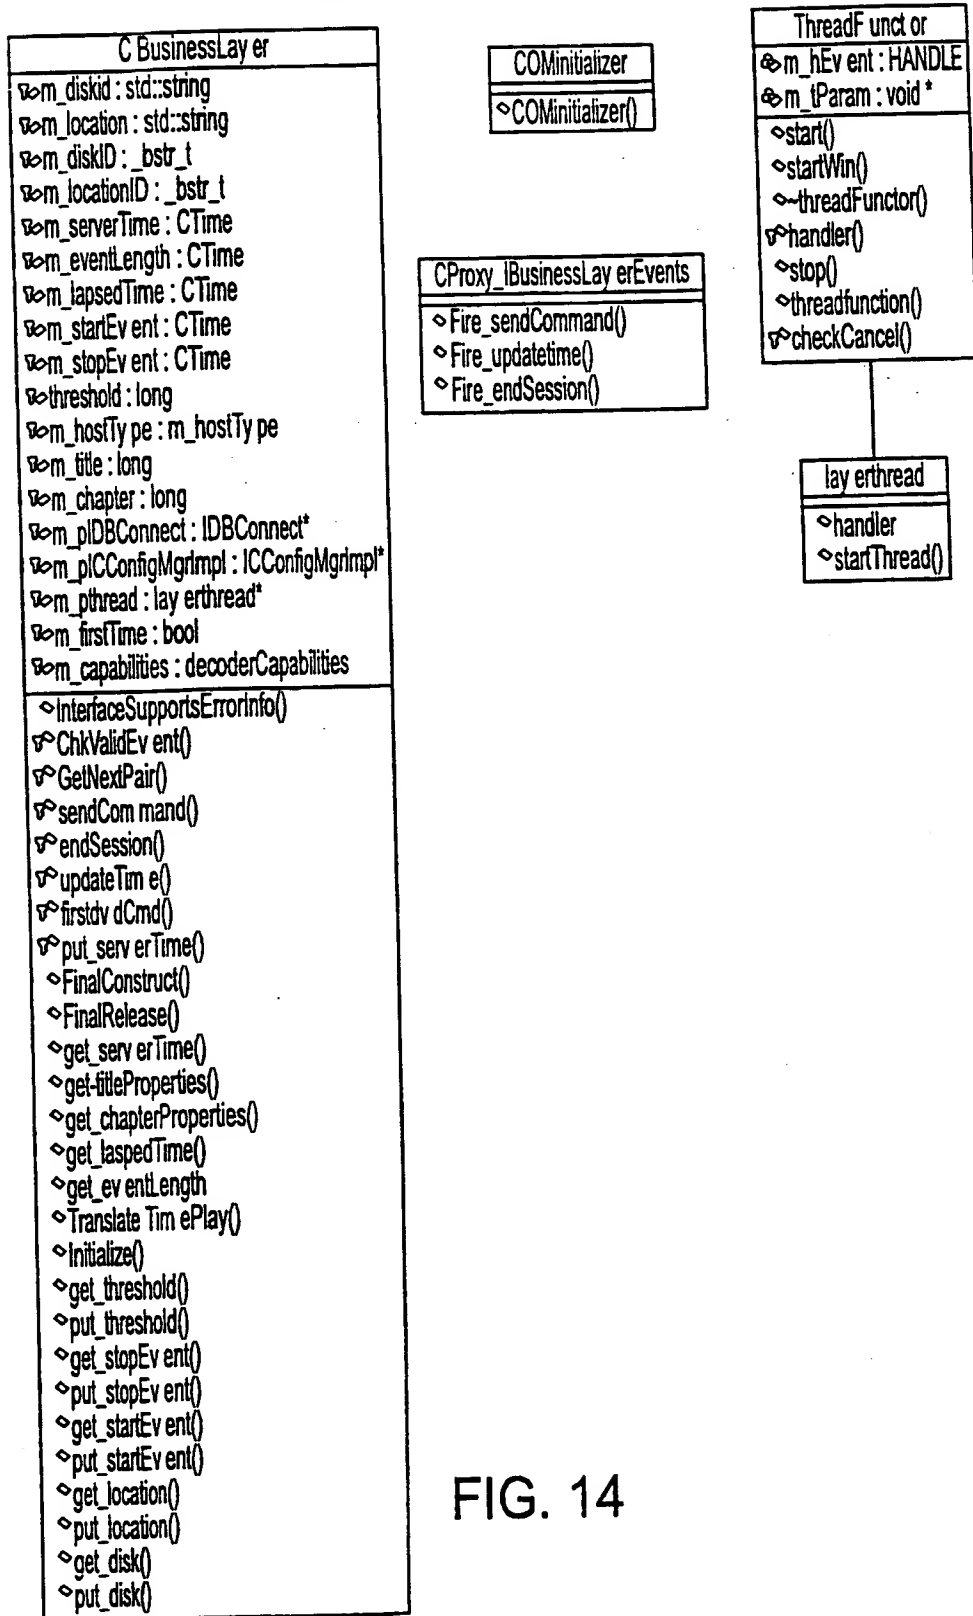 C BusinessLay er
m_diskid : std::string
m_location : std::string
m_diskID : _bstr_t
m_locationID : _bstr_t
m_serverTime : CTime
m_eventLength : CTime
m_lapsedTime : CTime
m_startEv ent : CTime
m_stopEv ent : CTime
threshold : long
m_hostTy pe : m_hostTy pe
m_title : long
m_chapter : long
m_pIDBConnect : IDBConnect*
m_pICConfigMgrImpl : ICConfigMgrImpl*
m_pthread : lay erthread*
m_firstTime : bool
m_capabilities : decoderCapabilities
InterfaceSupportsErrorInfo()
ChkValidEv ent()
GetNextPair()
sendCom mand()
endSession()
updateTim e()
firstdv dCmd()
put_serv erTime()
FinalConstruct()
FinalRelease()
get_serv erTime()
get-titleProperties()
get_chapterProperties()
get_laspedTime()
get_ev entLength
Translate Tim ePlay()
Initialize()
get_threshold()
put_threshold()
get_stopEv ent()
put_stopEv ent()
get_startEv ent()
put_startEv ent()
get_location()
put_location()
get_disk()
put_disk()
COMinitializer
COMinitializer()
CProxy_IBusinessLay erEvents
Fire_sendCommand()
Fire_updatetime()
Fire_endSession()
ThreadF unct or
m_hEv ent : HANDLE
m_tParam : void *
start()
startWin()
~threadFunctor()
handler()
stop()
threadfunction()
checkCancel()
lay erthread
handler
startThread()
FIG. 14